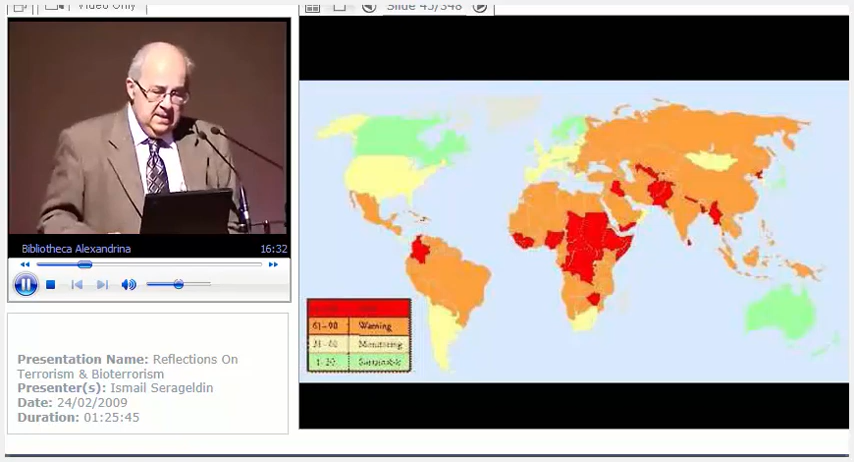 Video Only
Slide 45/348
Bibliotheca Alexandrina
16:32
61-90 Warning
31-60 Monitoring
1-30 Sustainable
Presentation Name: Reflections On
Terrorism & Bioterrorism
Presenter(s): Ismail Serageldin
Date: 24/02/2009
Duration: 01:25:45